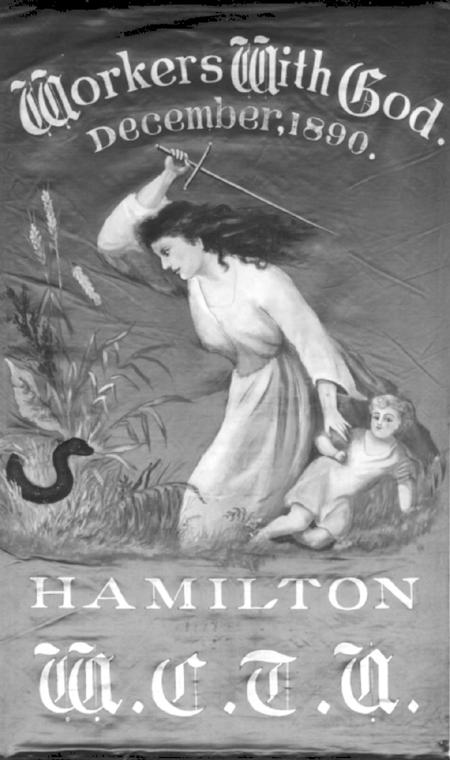 Workers With God.
December, 1890.
HAMILTON
W.C.T.U.